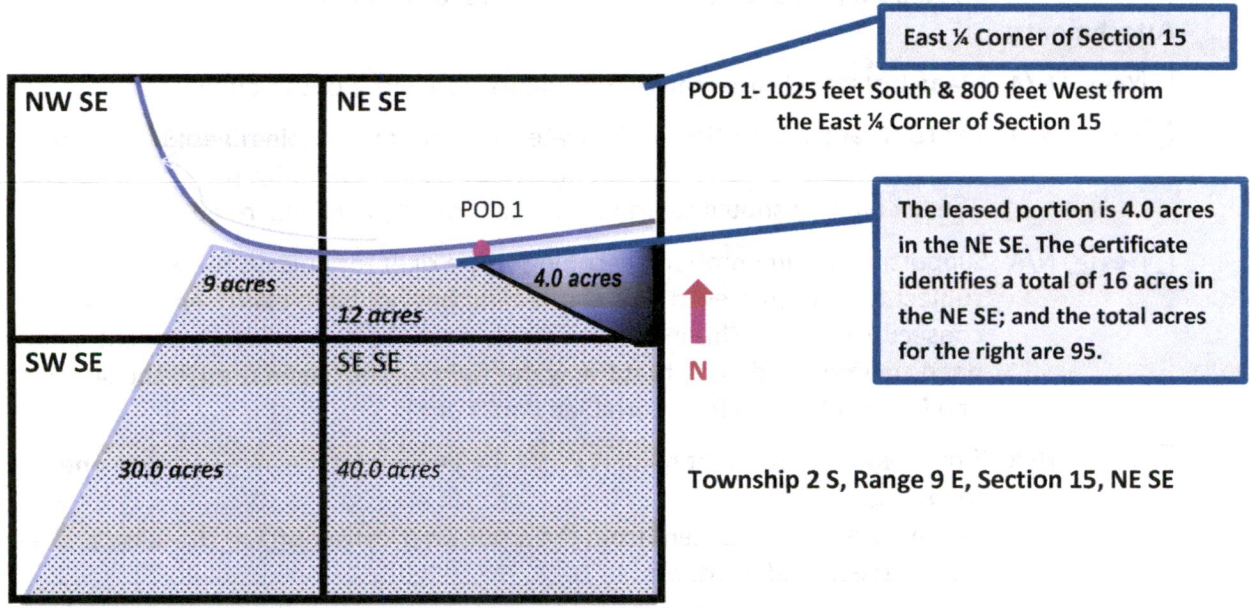 East ¼ Corner of Section 15
NW SE
NE SE
POD 1- 1025 feet South & 800 feet West from
the East ¼ Corner of Section 15
POD 1
The leased portion is 4.0 acres
in the NE SE. The Certificate
identifies a total of 16 acres in
the NE SE; and the total acres
for the right are 95.
9 acres
4.0 acres
12 acres
N
SW SE
SE SE
30.0 acres
40.0 acres
Township 2 S, Range 9 E, Section 15, NE SE